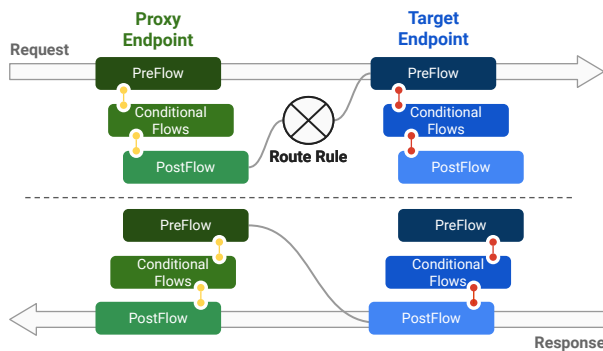 Proxy
Endpoint
Target
Endpoint
Request
PreFlow
PreFlow
Conditional
Flows
Conditional
Flows
Route Rule
PostFlow
PostFlow
PreFlow
PreFlow
Conditional
Flows
Conditional
Flows
PostFlow
PostFlow
Response